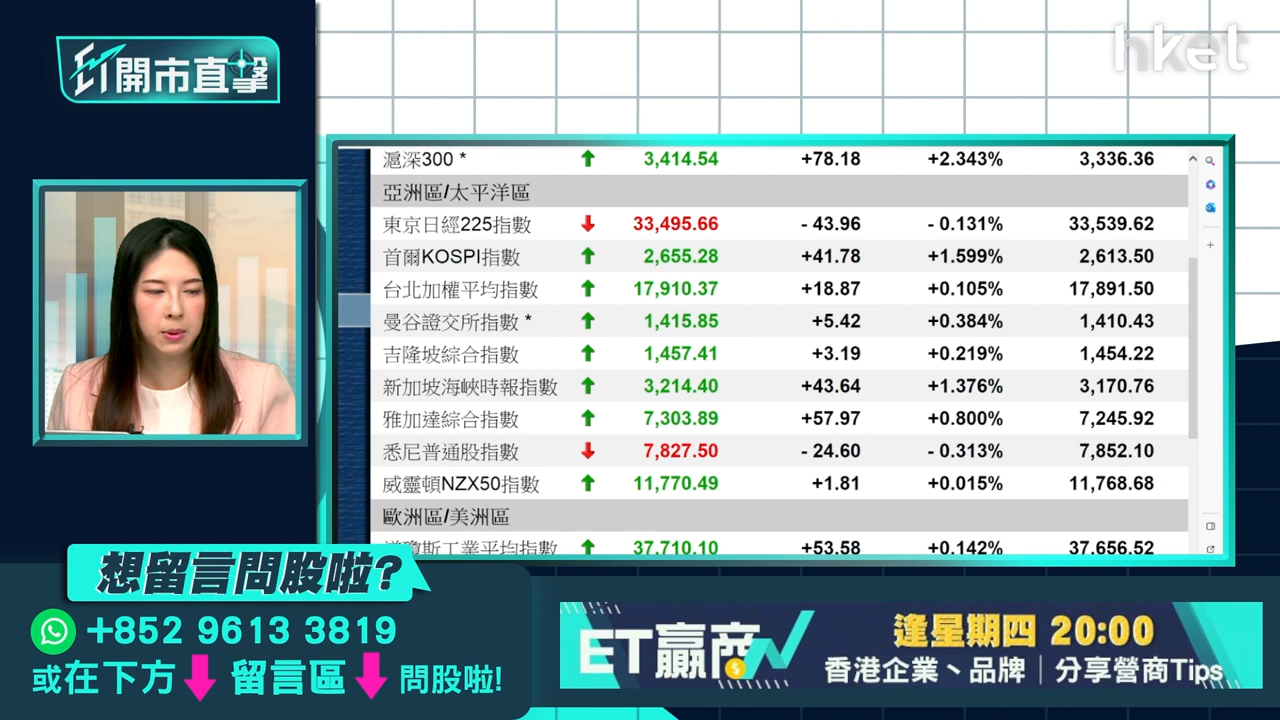 ET開市直擊
hket
滬深300 * 3,414.54 +78.18 +2.343% 3,336.36
亞洲區/太平洋區
東京日經225指數 33,495.66 - 43.96 - 0.131% 33,539.62
首爾KOSPI指數 2,655.28 +41.78 +1.599% 2,613.50
台北加權平均指數 17,910.37 +18.87 +0.105% 17,891.50
曼谷證交所指數 * 1,415.85 +5.42 +0.384% 1,410.43
吉隆坡綜合指數 1,457.41 +3.19 +0.219% 1,454.22
新加坡海峽時報指數 3,214.40 +43.64 +1.376% 3,170.76
雅加達綜合指數 7,303.89 +57.97 +0.800% 7,245.92
悉尼普通股指數 7,827.50 - 24.60 - 0.313% 7,852.10
威靈頓NZX50指數 11,770.49 +1.81 +0.015% 11,768.68
歐洲區/美洲區
道瓊斯工業平均指數 37,710.10 +53.58 +0.142% 37,656.52
想留言問股啦?
+852 9613 3819
或在下方 留言區 問股啦!
ET贏商
逢星期四 20:00
香港企業、品牌｜分享營商Tips